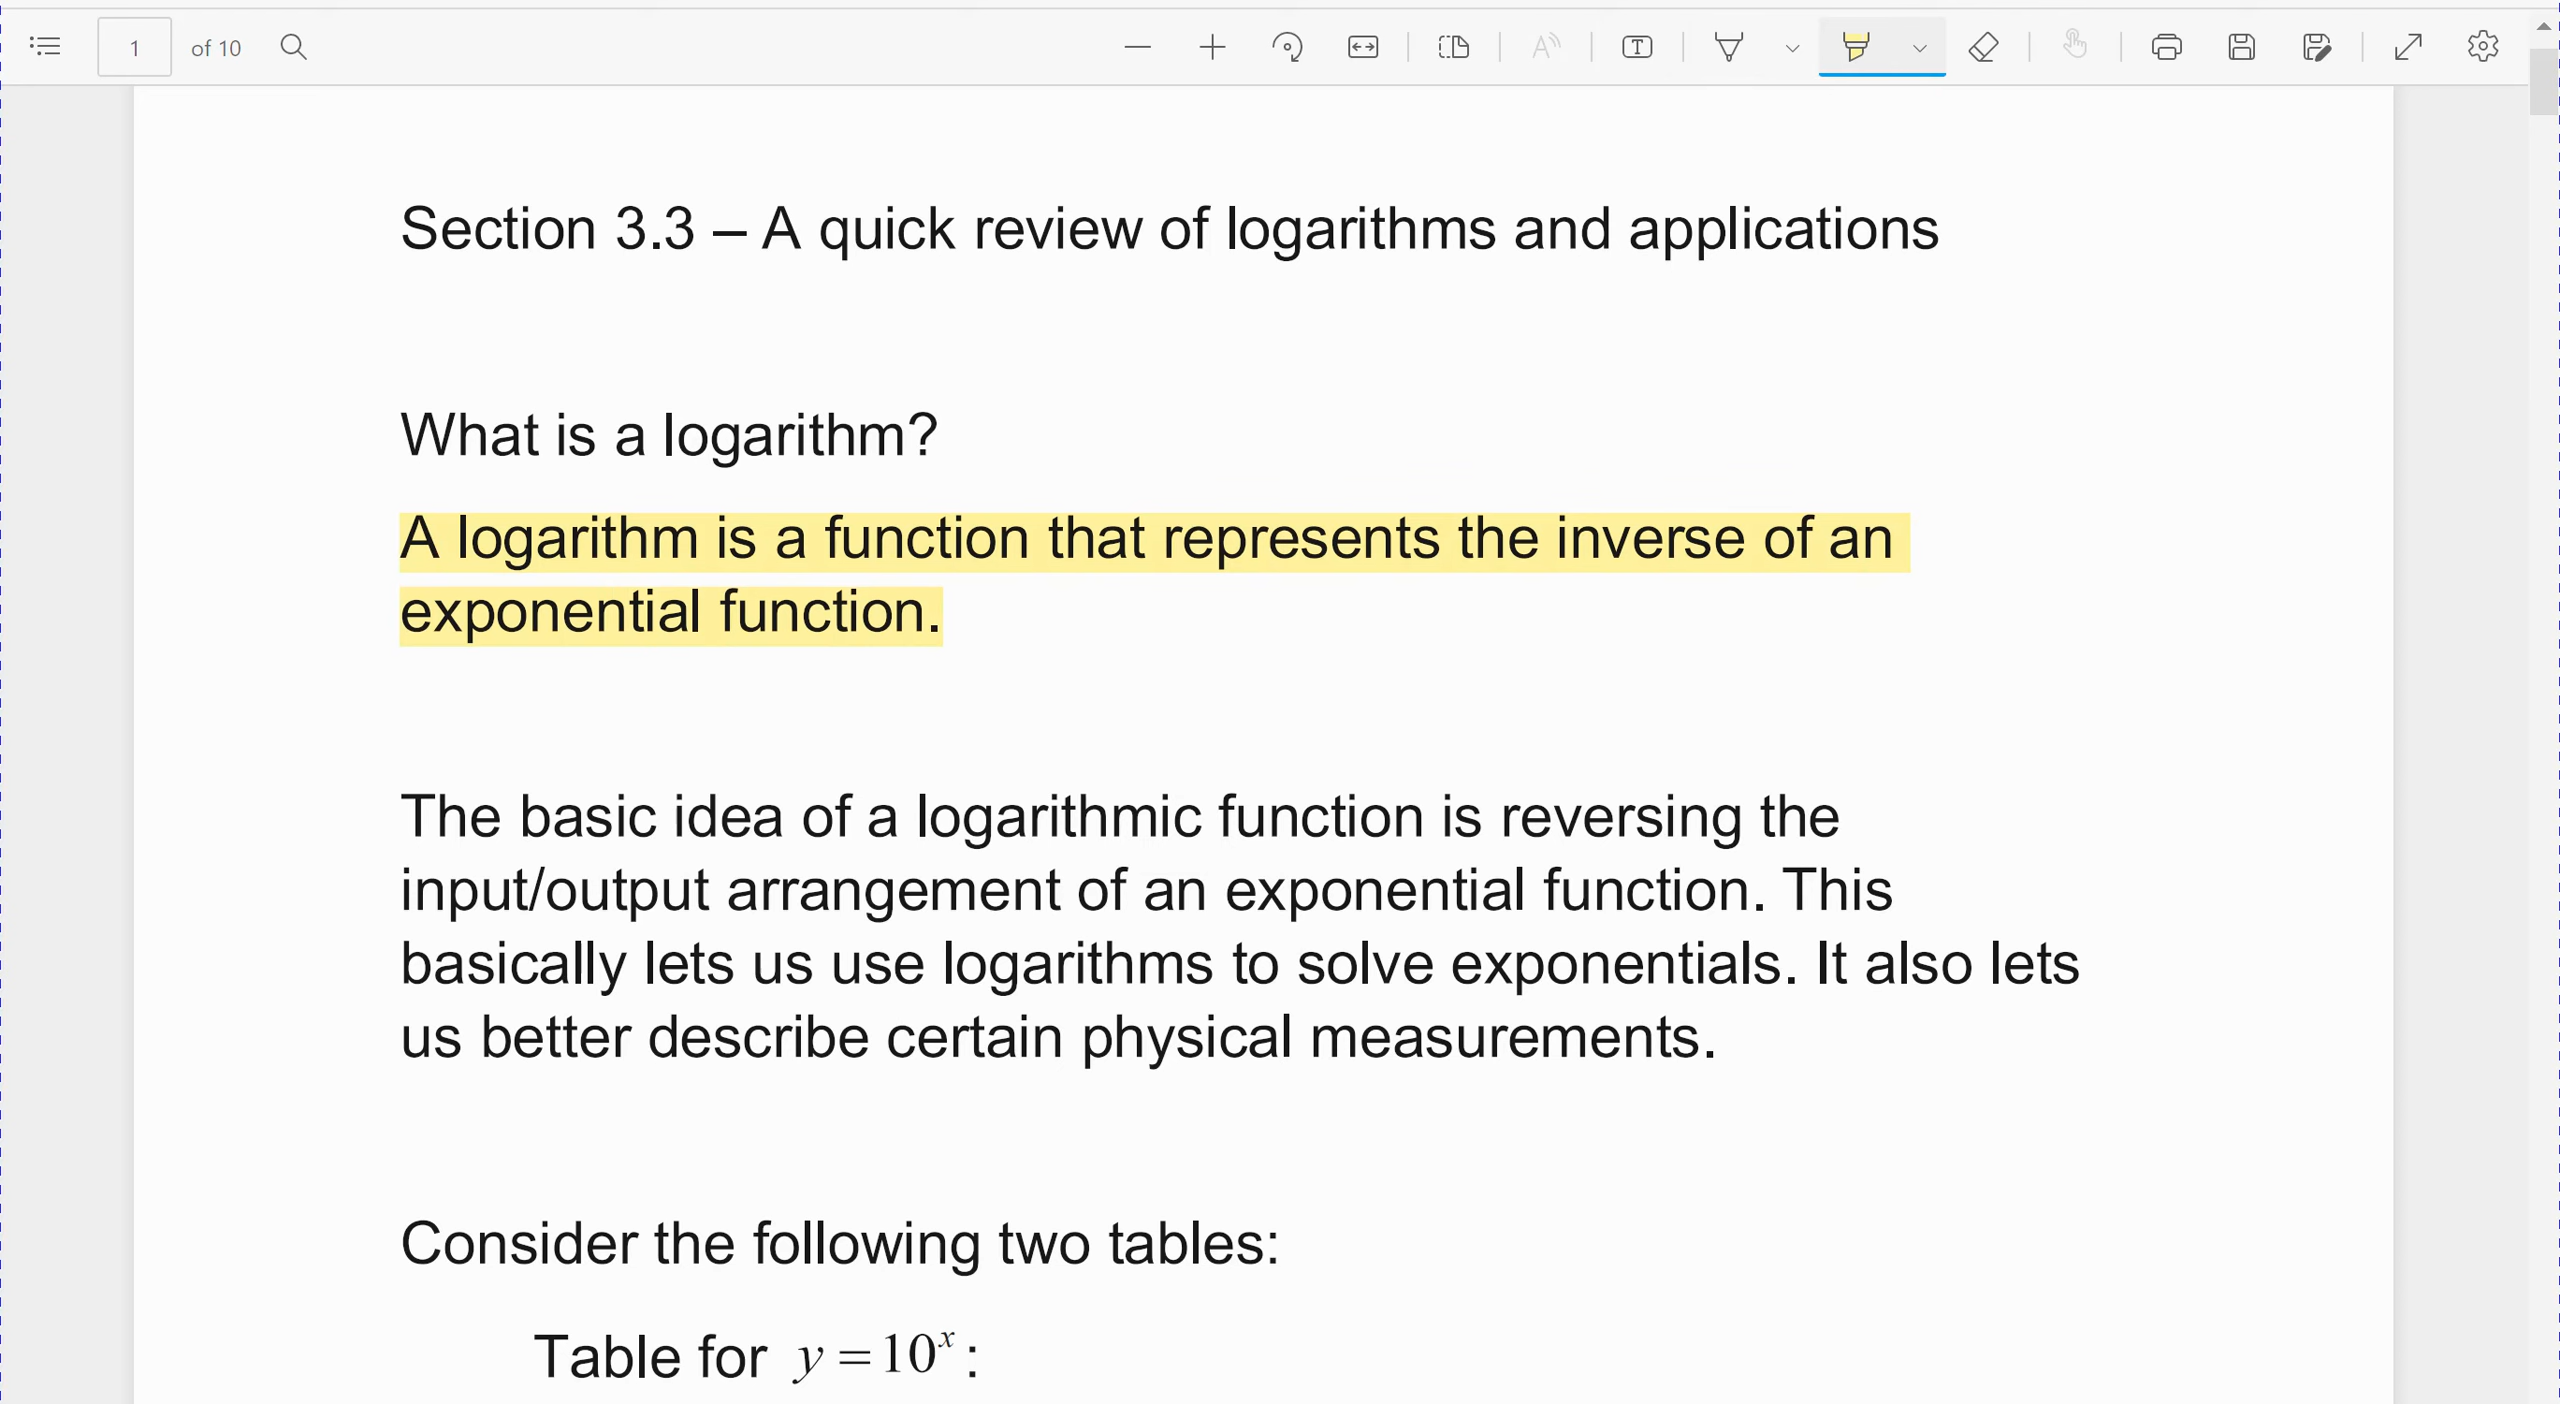 1 of 10
Section 3.3 – A quick review of logarithms and applications
What is a logarithm?
A logarithm is a function that represents the inverse of an
exponential function.
The basic idea of a logarithmic function is reversing the
input/output arrangement of an exponential function. This
basically lets us use logarithms to solve exponentials. It also lets
us better describe certain physical measurements.
Consider the following two tables:
Table for y = 10ˣ :